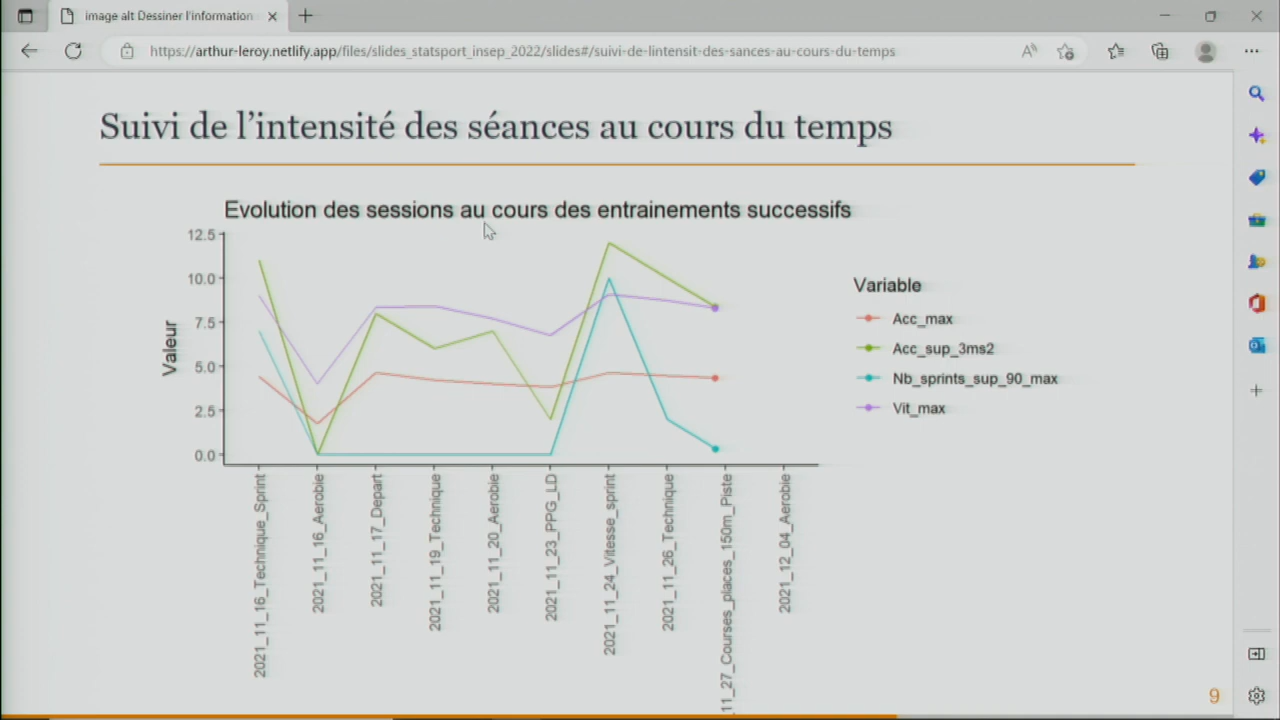 image alt Dessiner l'information
https://arthur-leroy.netlify.app/files/slides_statsport_insep_2022/slides#/suivi-de-lintensit-des-sances-au-cours-du-temps
Suivi de l'intensité des séances au cours du temps
Evolution des sessions au cours des entrainements successifs
12.5
10.0
7.5
5.0
2.5
0.0
Valeur
Variable
Acc_max
Acc_sup_3ms2
Nb_sprints_sup_90_max
Vit_max
2021_11_16_Technique_Sprint
2021_11_16_Aerobie
2021_11_17_Depart
2021_11_19_Technique
2021_11_20_Aerobie
2021_11_23_PPG_LD
2021_11_24_Vitesse_sprint
2021_11_26_Technique
_11_27_Courses_places_150m_Piste
2021_12_04_Aerobie
9